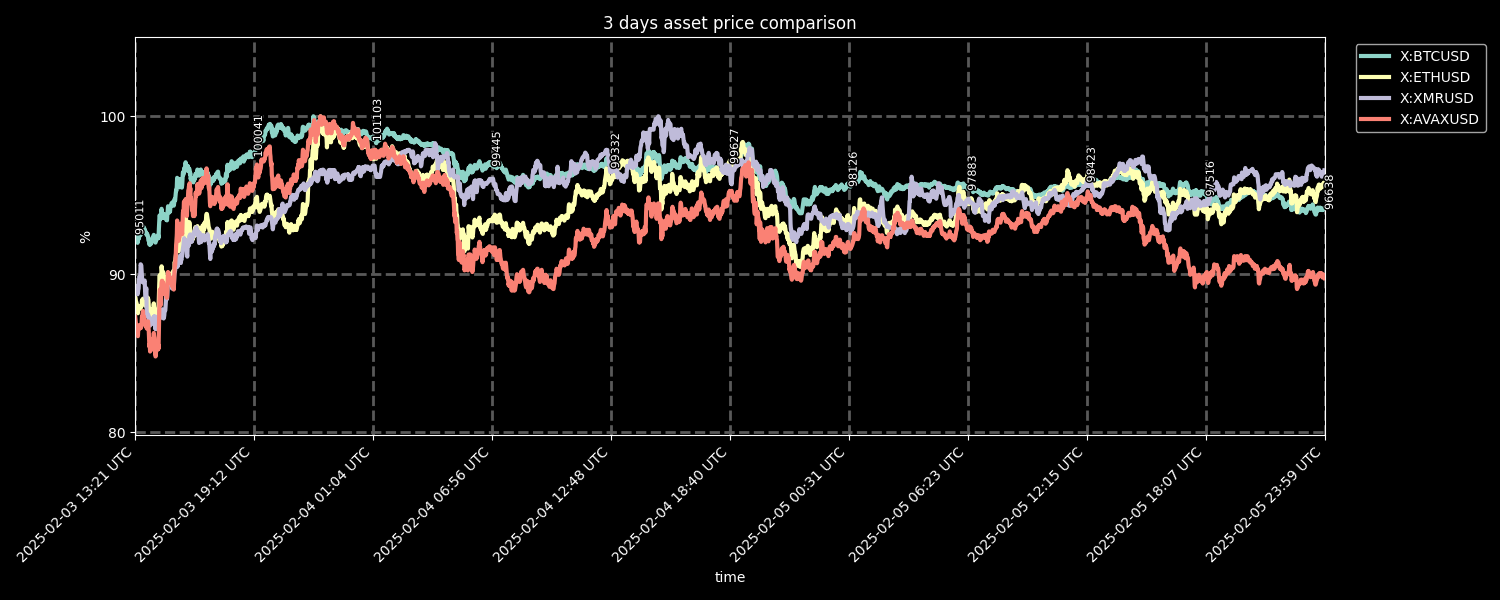 3 days asset price comparison
X:BTCUSD
X:ETHUSD
X:XMRUSD
X:AVAXUSD
100
90
80
%
95011
100041
101103
99445
99332
99627
98126
97883
98423
97516
96638
2025-02-03 13:21 UTC
2025-02-03 19:12 UTC
2025-02-04 01:04 UTC
2025-02-04 06:56 UTC
2025-02-04 12:48 UTC
2025-02-04 18:40 UTC
2025-02-05 00:31 UTC
2025-02-05 06:23 UTC
2025-02-05 12:15 UTC
2025-02-05 18:07 UTC
2025-02-05 23:59 UTC
time